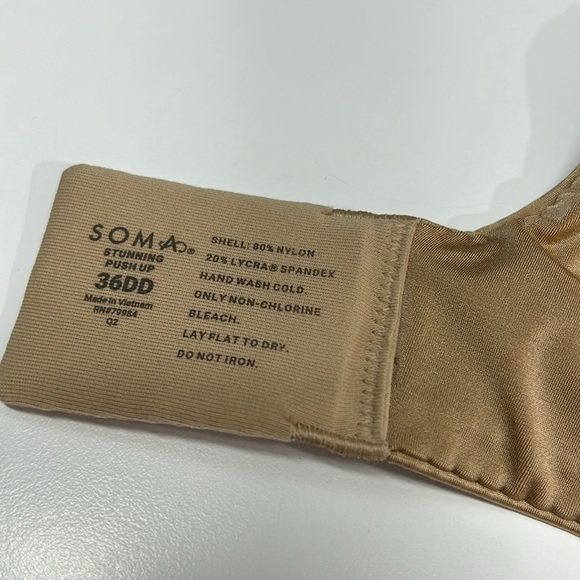 SOMA®
STUNNING
PUSH UP
36DD
Made in Vietnam
RN#79984
Q2
SHELL: 80% NYLON
20% LYCRA® SPANDEX
HAND WASH COLD.
ONLY NON-CHLORINE
BLEACH.
LAY FLAT TO DRY.
DO NOT IRON.